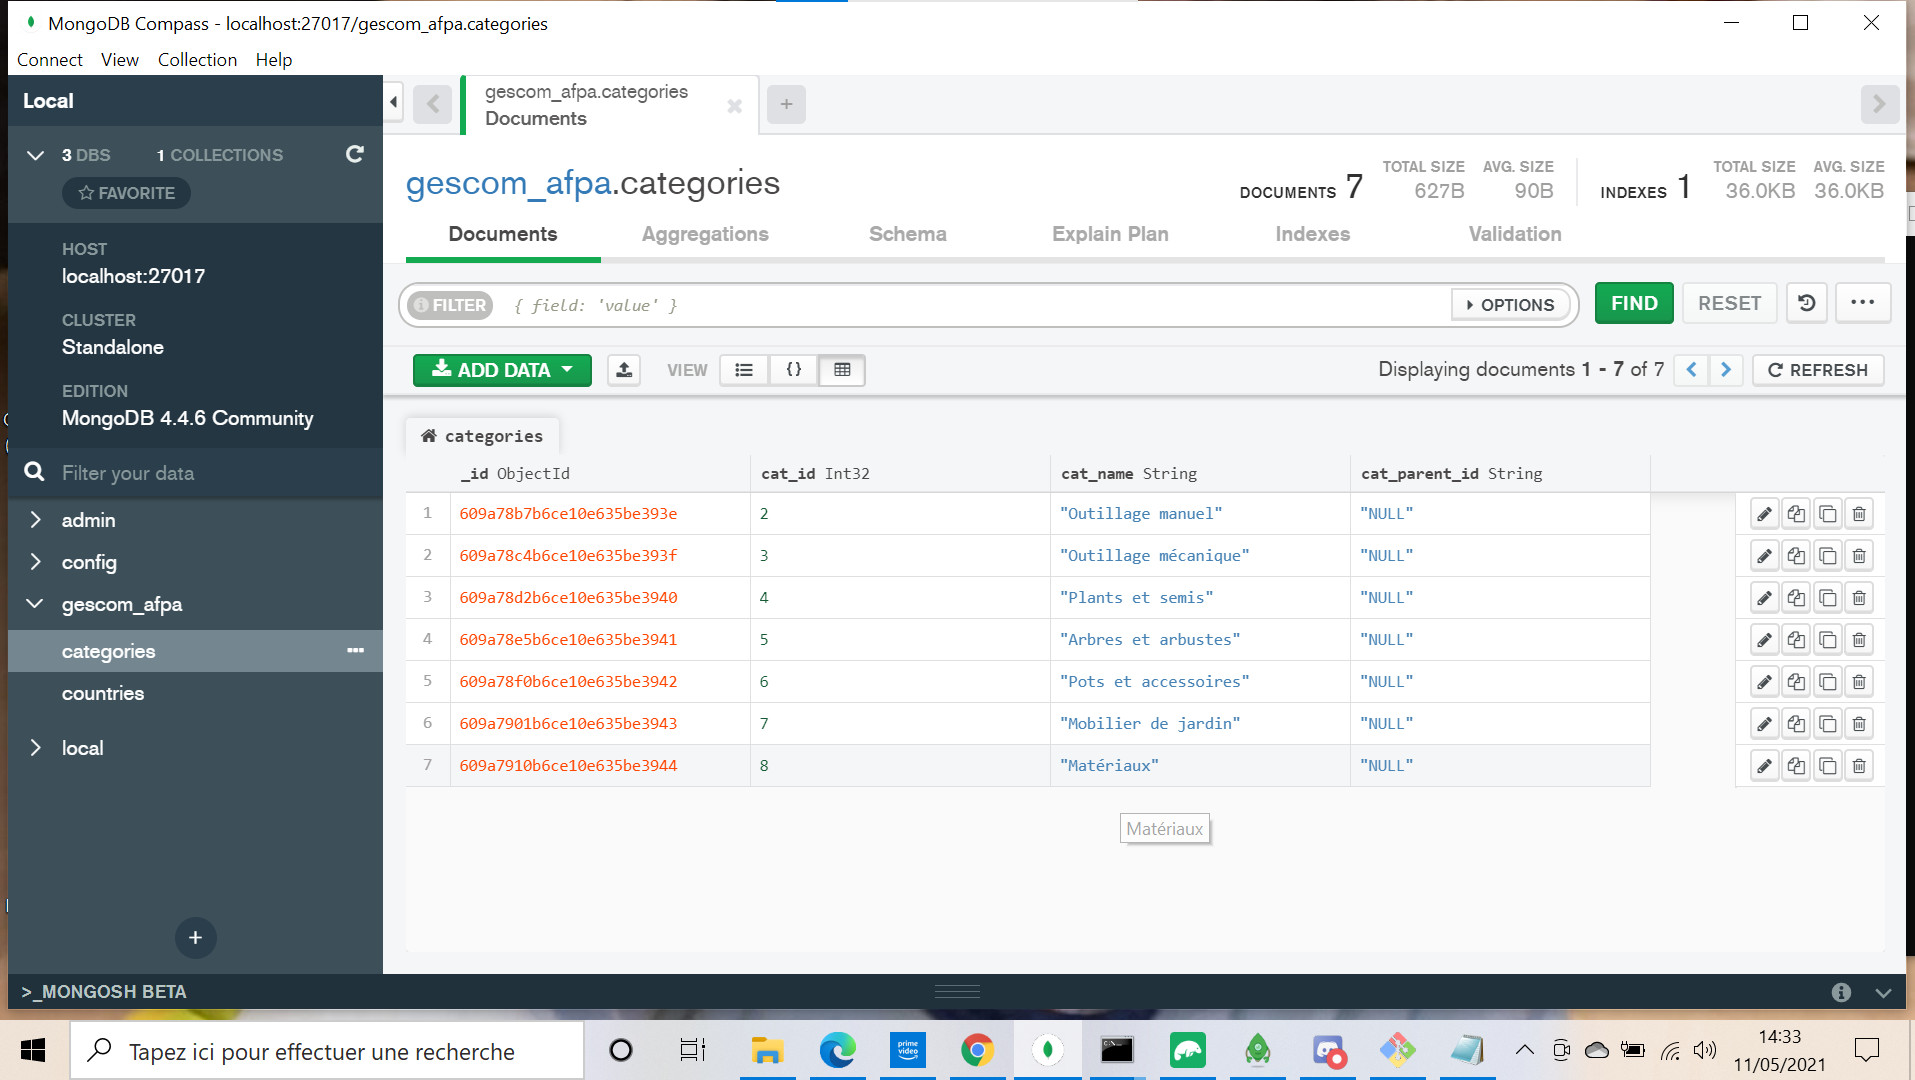 MongoDB Compass - localhost:27017/gescom_afpa.categories
Connect View Collection Help
Local
3 DBS 1 COLLECTIONS
FAVORITE
HOST
localhost:27017
CLUSTER
Standalone
EDITION
MongoDB 4.4.6 Community
Filter your data
admin
config
gescom_afpa
categories
countries
local
gescom_afpa.categories
Documents
gescom_afpa.categories
DOCUMENTS 7 TOTAL SIZE 627B AVG. SIZE 90B INDEXES 1 TOTAL SIZE 36.0KB AVG. SIZE 36.0KB
Documents Aggregations Schema Explain Plan Indexes Validation
FILTER { field: 'value' } OPTIONS FIND RESET
ADD DATA VIEW Displaying documents 1 - 7 of 7 REFRESH
categories
_id ObjectId cat_id Int32 cat_name String cat_parent_id String
1 609a78b7b6ce10e635be393e 2 "Outillage manuel" "NULL"
2 609a78c4b6ce10e635be393f 3 "Outillage mécanique" "NULL"
3 609a78d2b6ce10e635be3940 4 "Plants et semis" "NULL"
4 609a78e5b6ce10e635be3941 5 "Arbres et arbustes" "NULL"
5 609a78f0b6ce10e635be3942 6 "Pots et accessoires" "NULL"
6 609a7901b6ce10e635be3943 7 "Mobilier de jardin" "NULL"
7 609a7910b6ce10e635be3944 8 "Matériaux" "NULL"
Matériaux
>_MONGOSH BETA
Tapez ici pour effectuer une recherche
prime video
14:33
11/05/2021